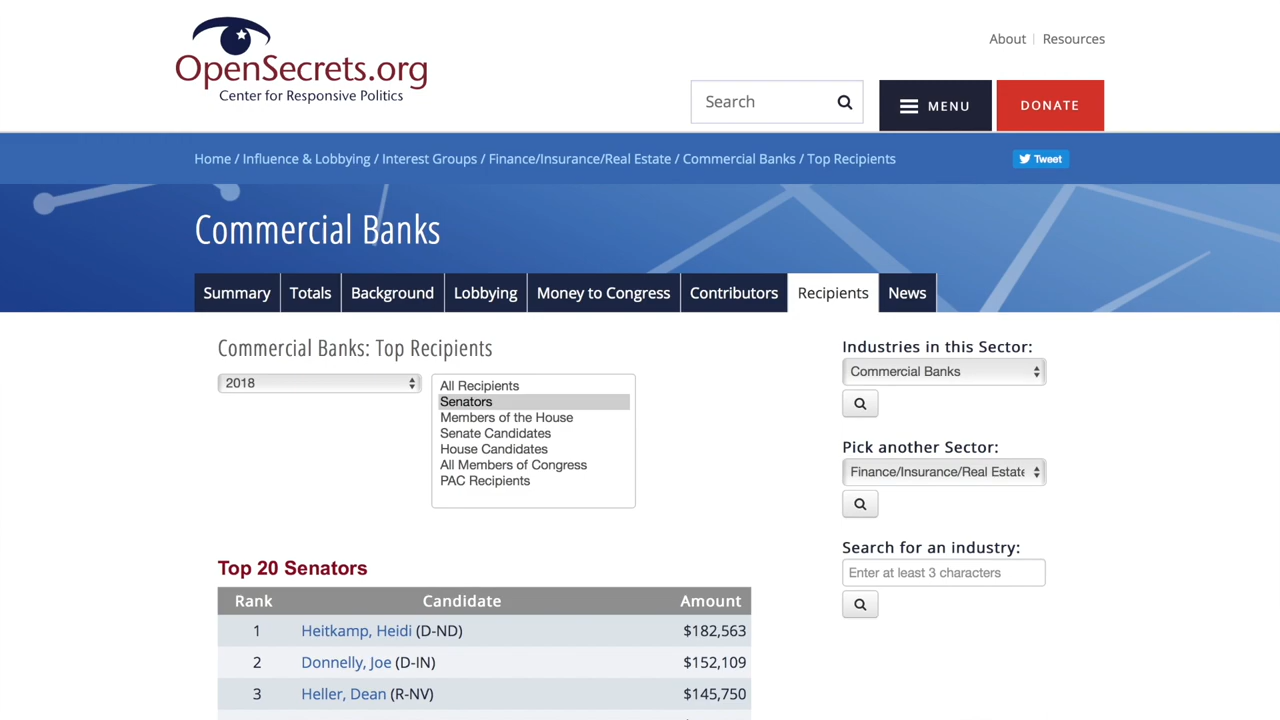 OpenSecrets.org
Center for Responsive Politics
About | Resources
Search
MENU
DONATE
Home / Influence & Lobbying / Interest Groups / Finance/Insurance/Real Estate / Commercial Banks / Top Recipients
Tweet
Commercial Banks
Summary Totals Background Lobbying Money to Congress Contributors Recipients News
Commercial Banks: Top Recipients
2018
All Recipients
Senators
Members of the House
Senate Candidates
House Candidates
All Members of Congress
PAC Recipients
Industries in this Sector:
Commercial Banks
Pick another Sector:
Finance/Insurance/Real Estate
Search for an industry:
Enter at least 3 characters
Top 20 Senators
Rank Candidate Amount
1 Heitkamp, Heidi (D-ND) $182,563
2 Donnelly, Joe (D-IN) $152,109
3 Heller, Dean (R-NV) $145,750